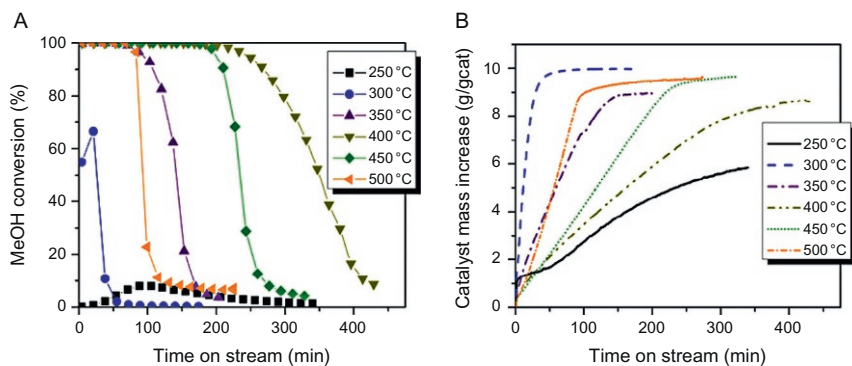 A
MeOH conversion (%)
100
80
60
40
20
0
0 100 200 300 400
Time on stream (min)
250 °C
300 °C
350 °C
400 °C
450 °C
500 °C
B
Catalyst mass increase (g/gcat)
10
8
6
4
2
0
0 100 200 300 400
Time on stream (min)
250 °C
300 °C
350 °C
400 °C
450 °C
500 °C